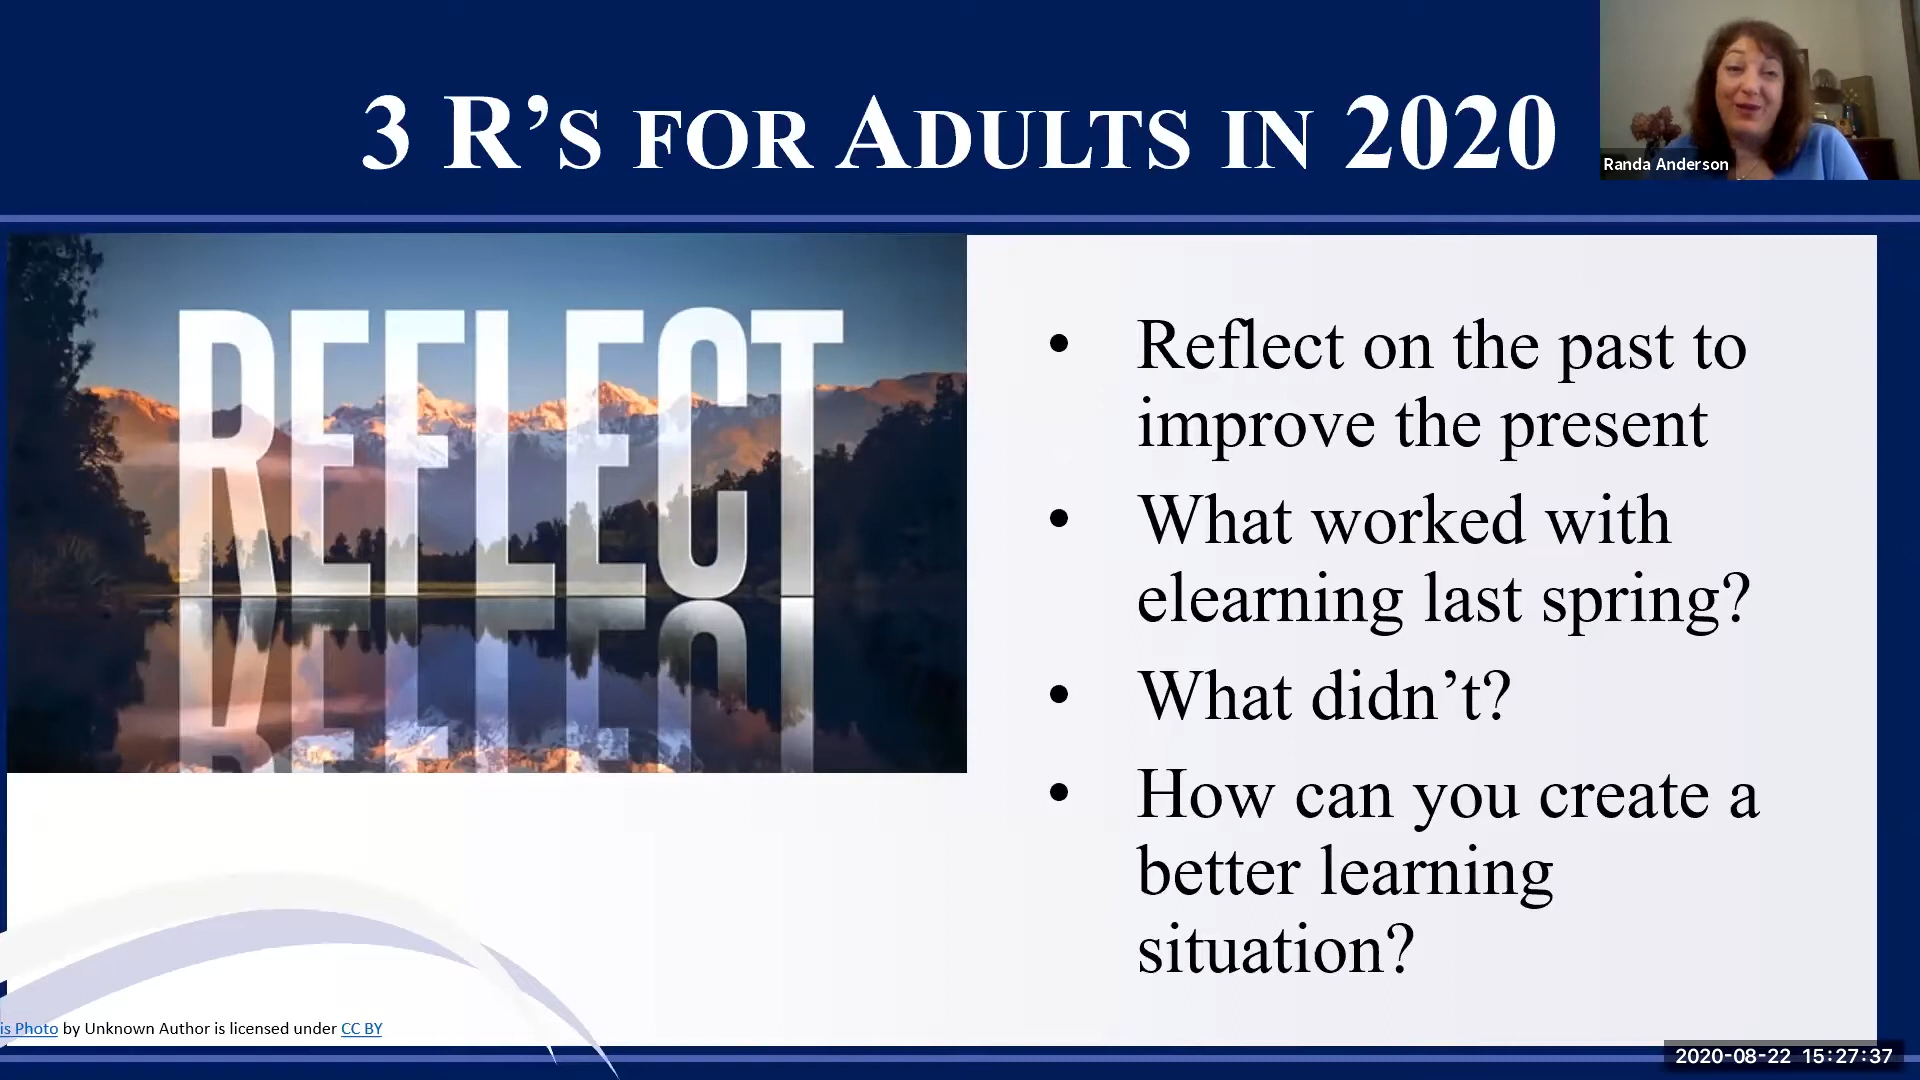 3 R’s for Adults in 2020
Randa Anderson
REFLECT
• Reflect on the past to
improve the present
• What worked with
elearning last spring?
• What didn’t?
• How can you create a
better learning
situation?
is Photo by Unknown Author is licensed under CC BY
2020-08-22 15:27:37